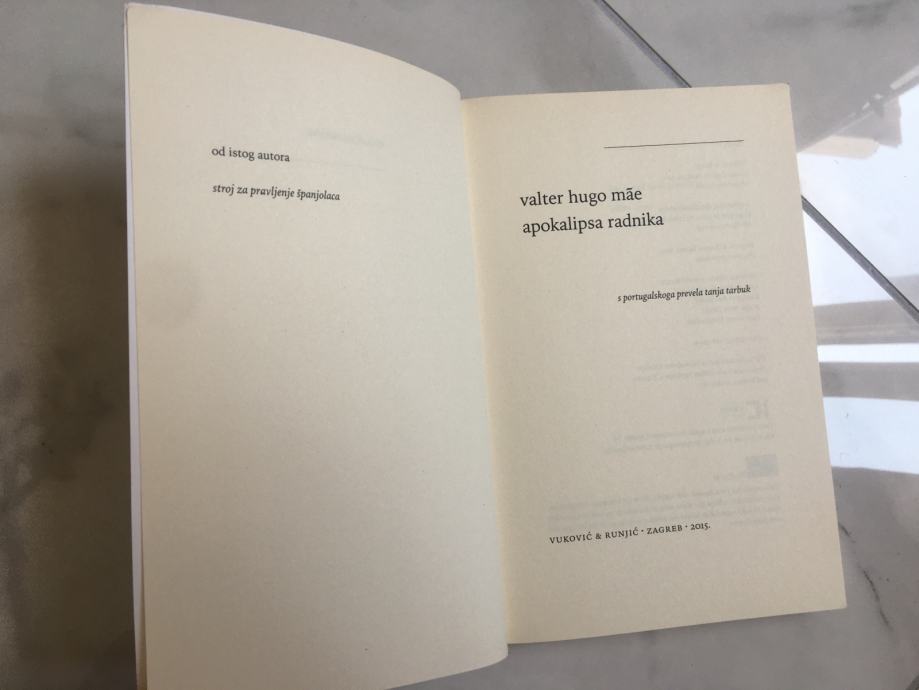 od istog autora
stroj za pravljenje španjolaca
valter hugo mãe
apokalipsa radnika
s portugalskoga prevela tanja tarbuk
VUKOVIĆ & RUNJIĆ · ZAGREB · 2015.